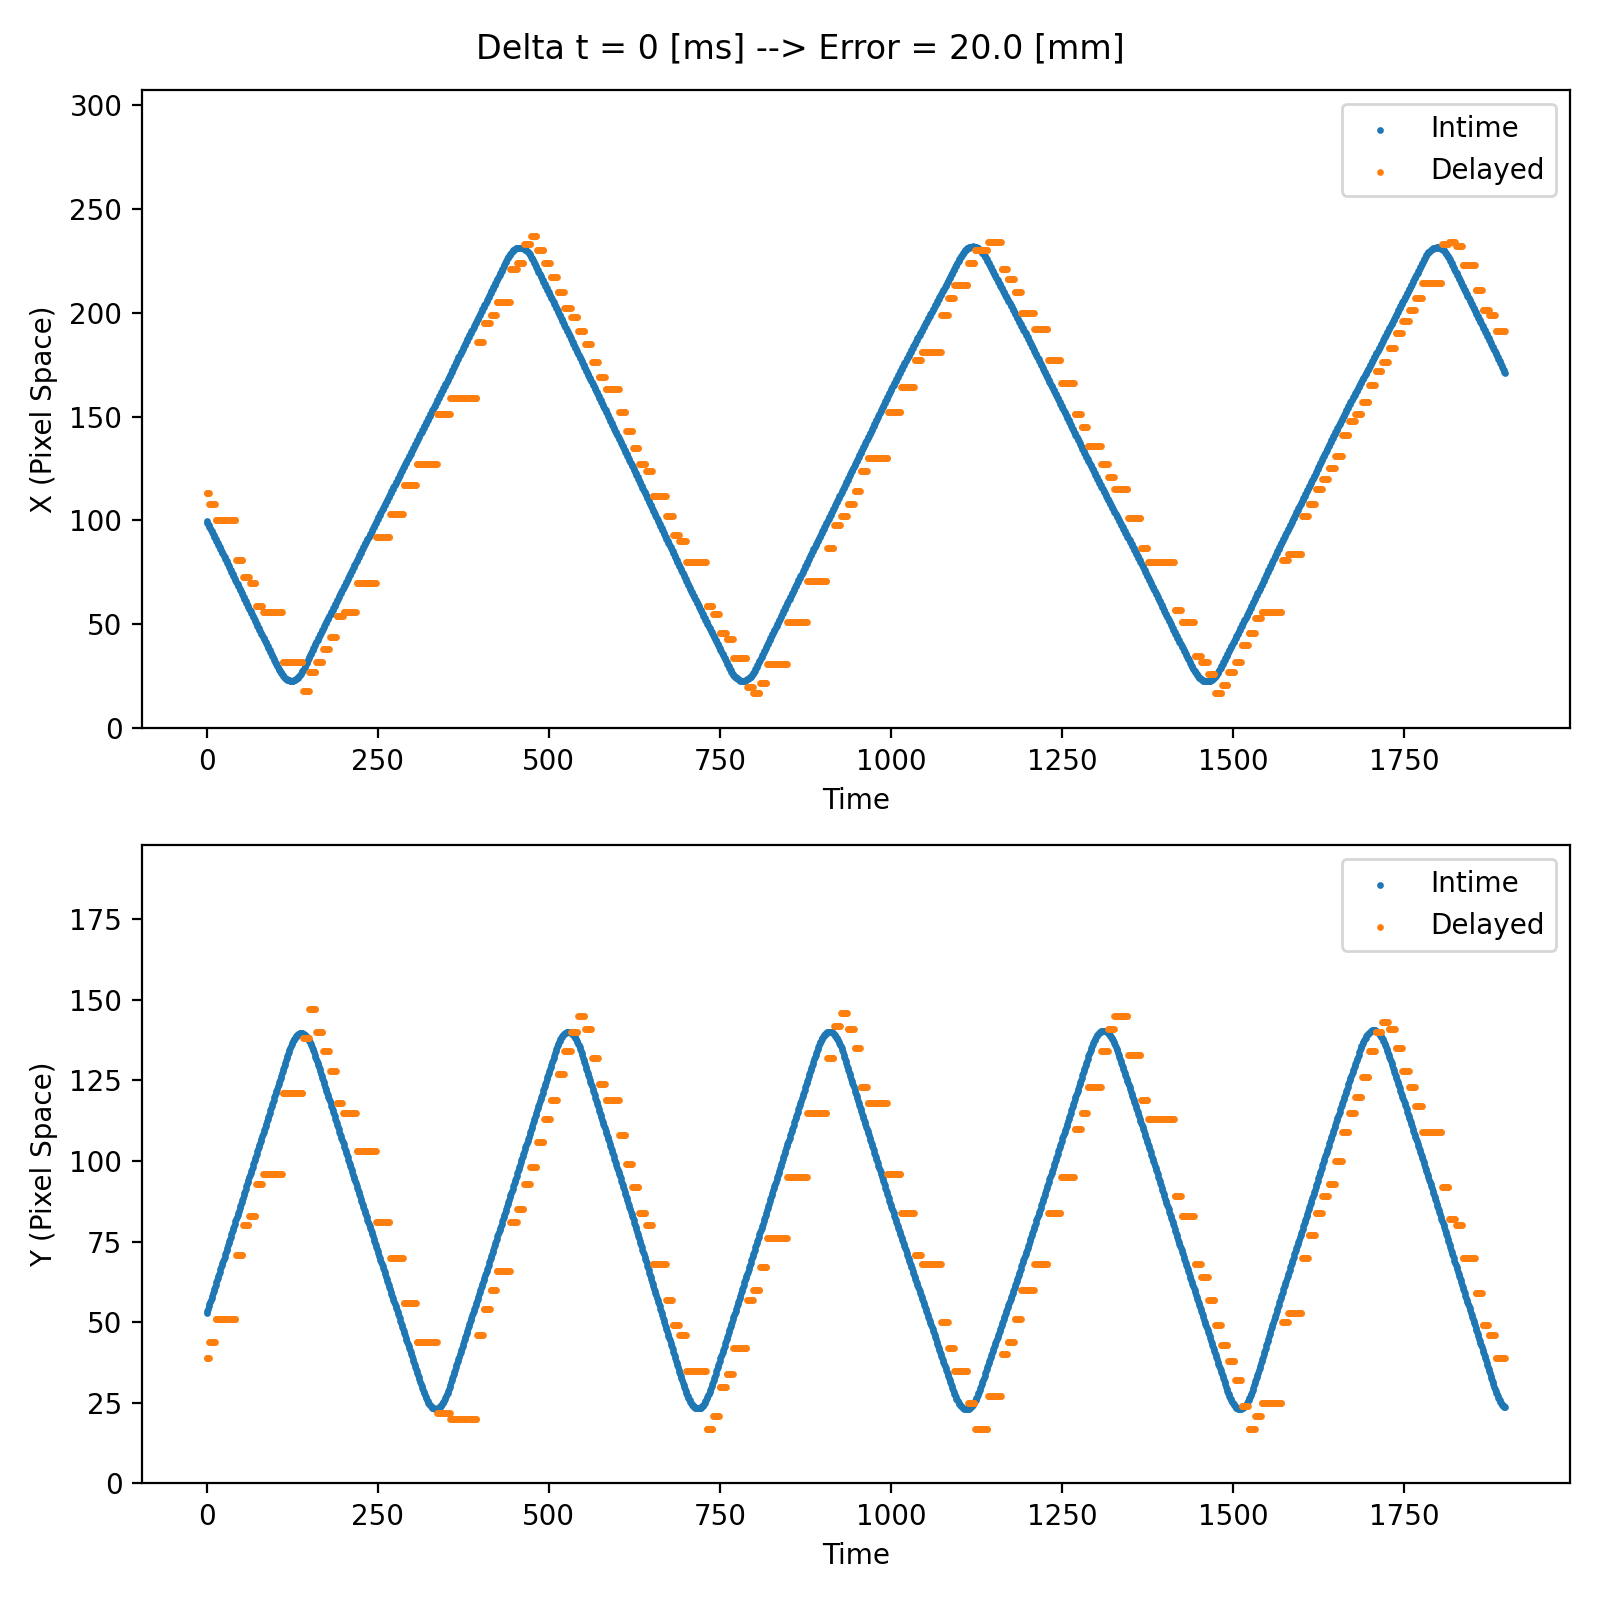 Delta t = 0 [ms] --> Error = 20.0 [mm]
300
250
200
150
100
50
0
X (Pixel Space)
Intime
Delayed
0 250 500 750 1000 1250 1500 1750
Time
175
150
125
100
75
50
25
0
Y (Pixel Space)
Intime
Delayed
0 250 500 750 1000 1250 1500 1750
Time